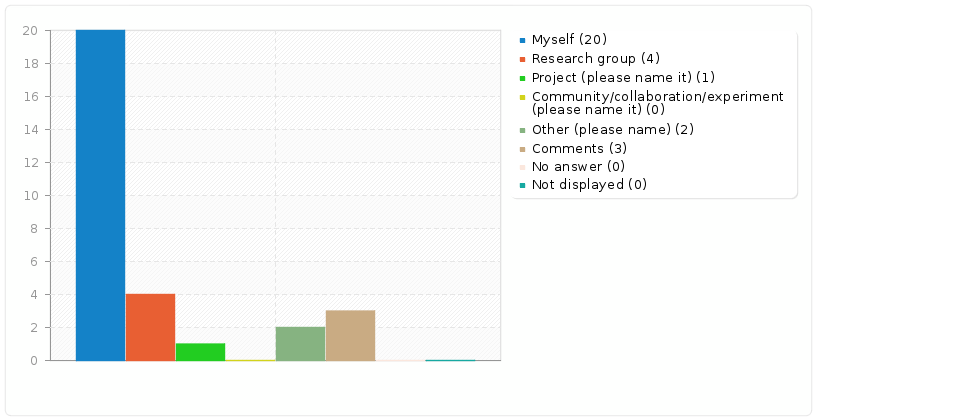 20
18
16
14
12
10
8
6
4
2
0
Myself (20)
Research group (4)
Project (please name it) (1)
Community/collaboration/experiment
(please name it) (0)
Other (please name) (2)
Comments (3)
No answer (0)
Not displayed (0)